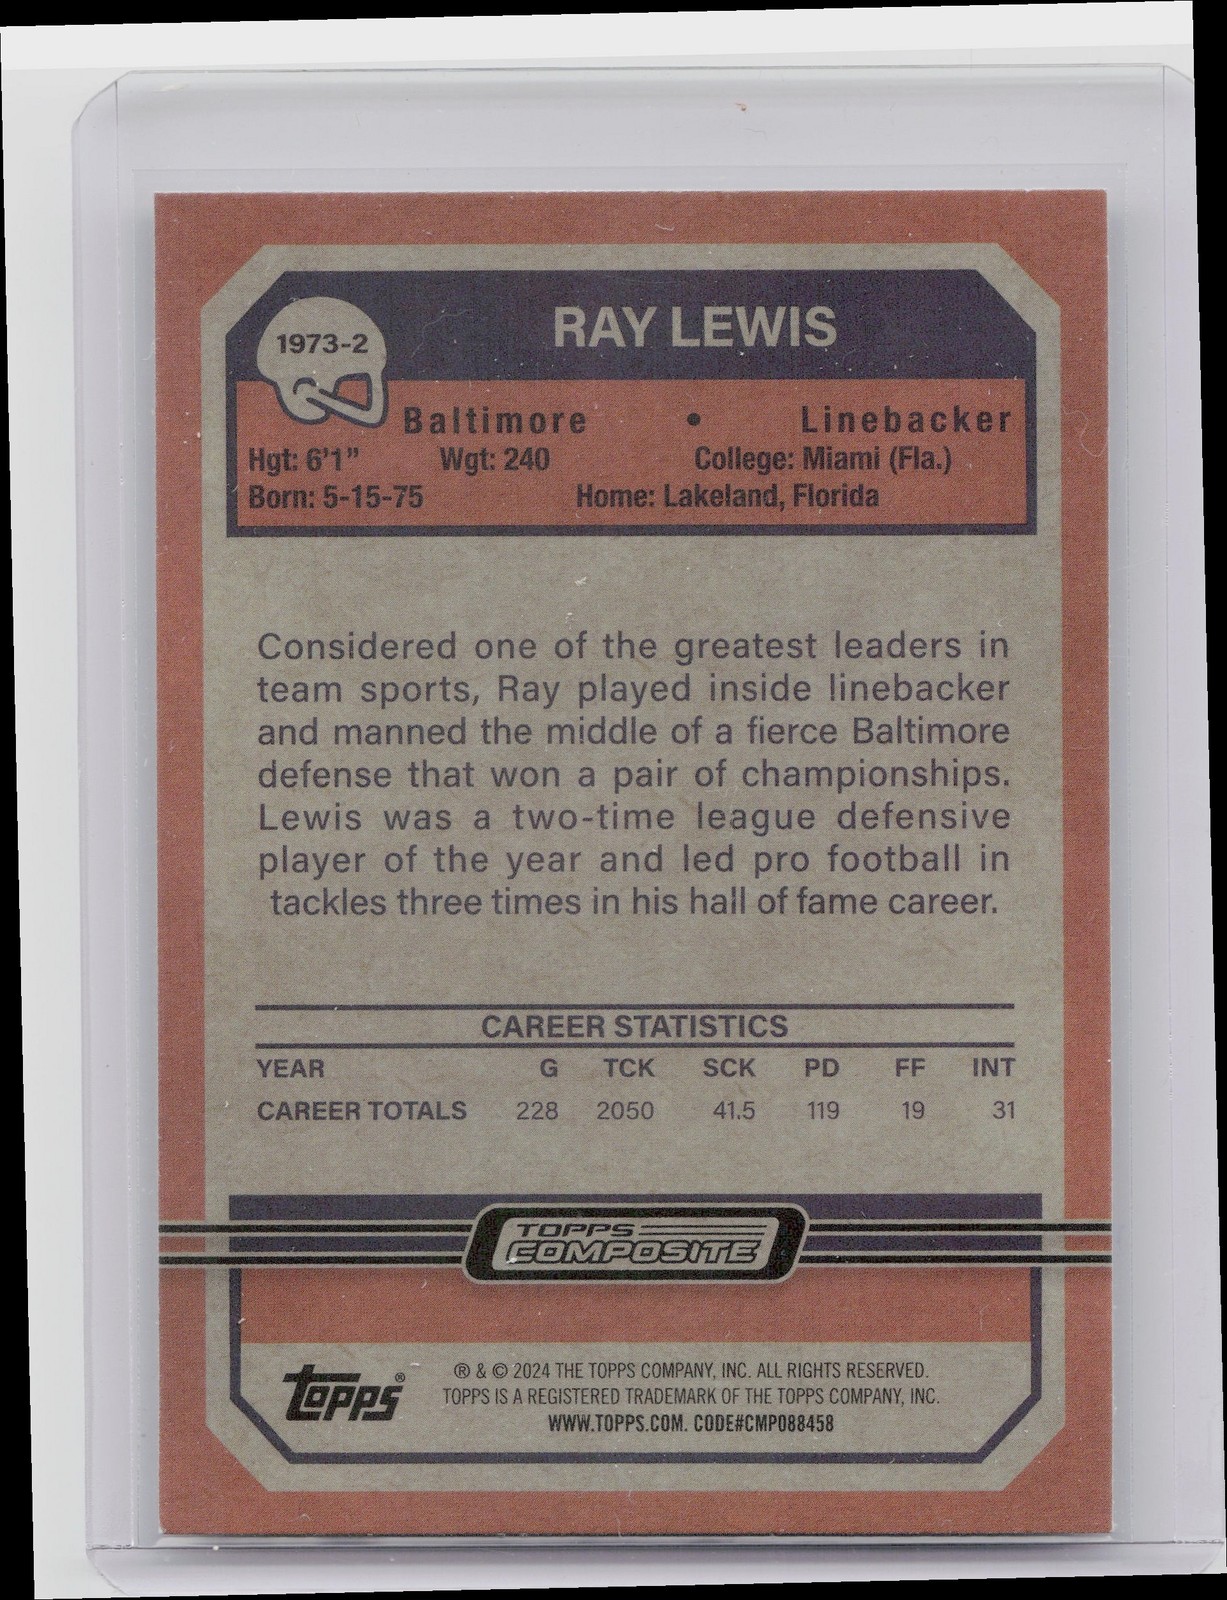 RAY LEWIS
1973-2
Baltimore • Linebacker
Hgt: 6'1" Wgt: 240 College: Miami (Fla.)
Born: 5-15-75 Home: Lakeland, Florida
Considered one of the greatest leaders in
team sports, Ray played inside linebacker
and manned the middle of a fierce Baltimore
defense that won a pair of championships.
Lewis was a two-time league defensive
player of the year and led pro football in
tackles three times in his hall of fame career.
CAREER STATISTICS
YEAR G TCK SCK PD FF INT
CAREER TOTALS 228 2050 41.5 119 19 31
TOPPS
COMPOSITE
topps®
® & © 2024 THE TOPPS COMPANY, INC. ALL RIGHTS RESERVED.
TOPPS IS A REGISTERED TRADEMARK OF THE TOPPS COMPANY, INC.
WWW.TOPPS.COM. CODE#CMP088458